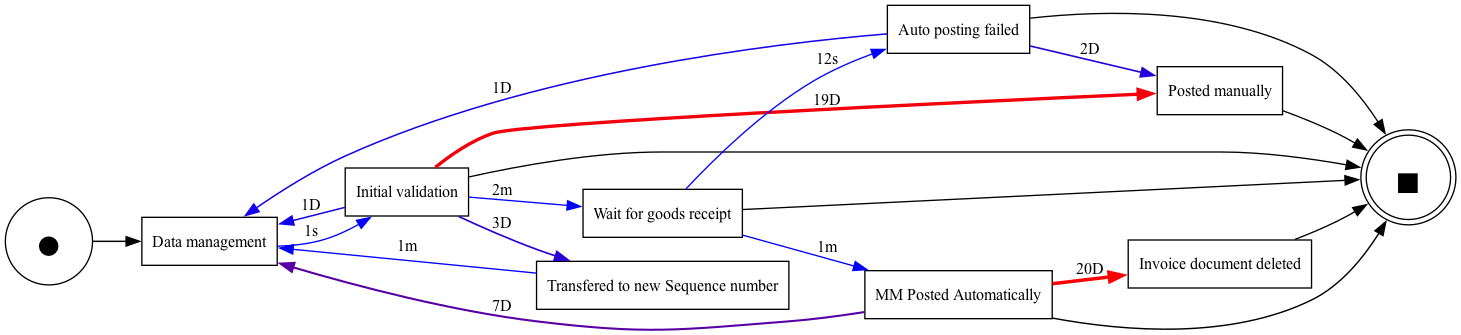 Auto posting failed
12s
2D
1D
Posted manually
19D
Initial validation
2m
1D
Wait for goods receipt
1s
3D
Data management
1m
1m
Invoice document deleted
20D
Transfered to new Sequence number
MM Posted Automatically
7D